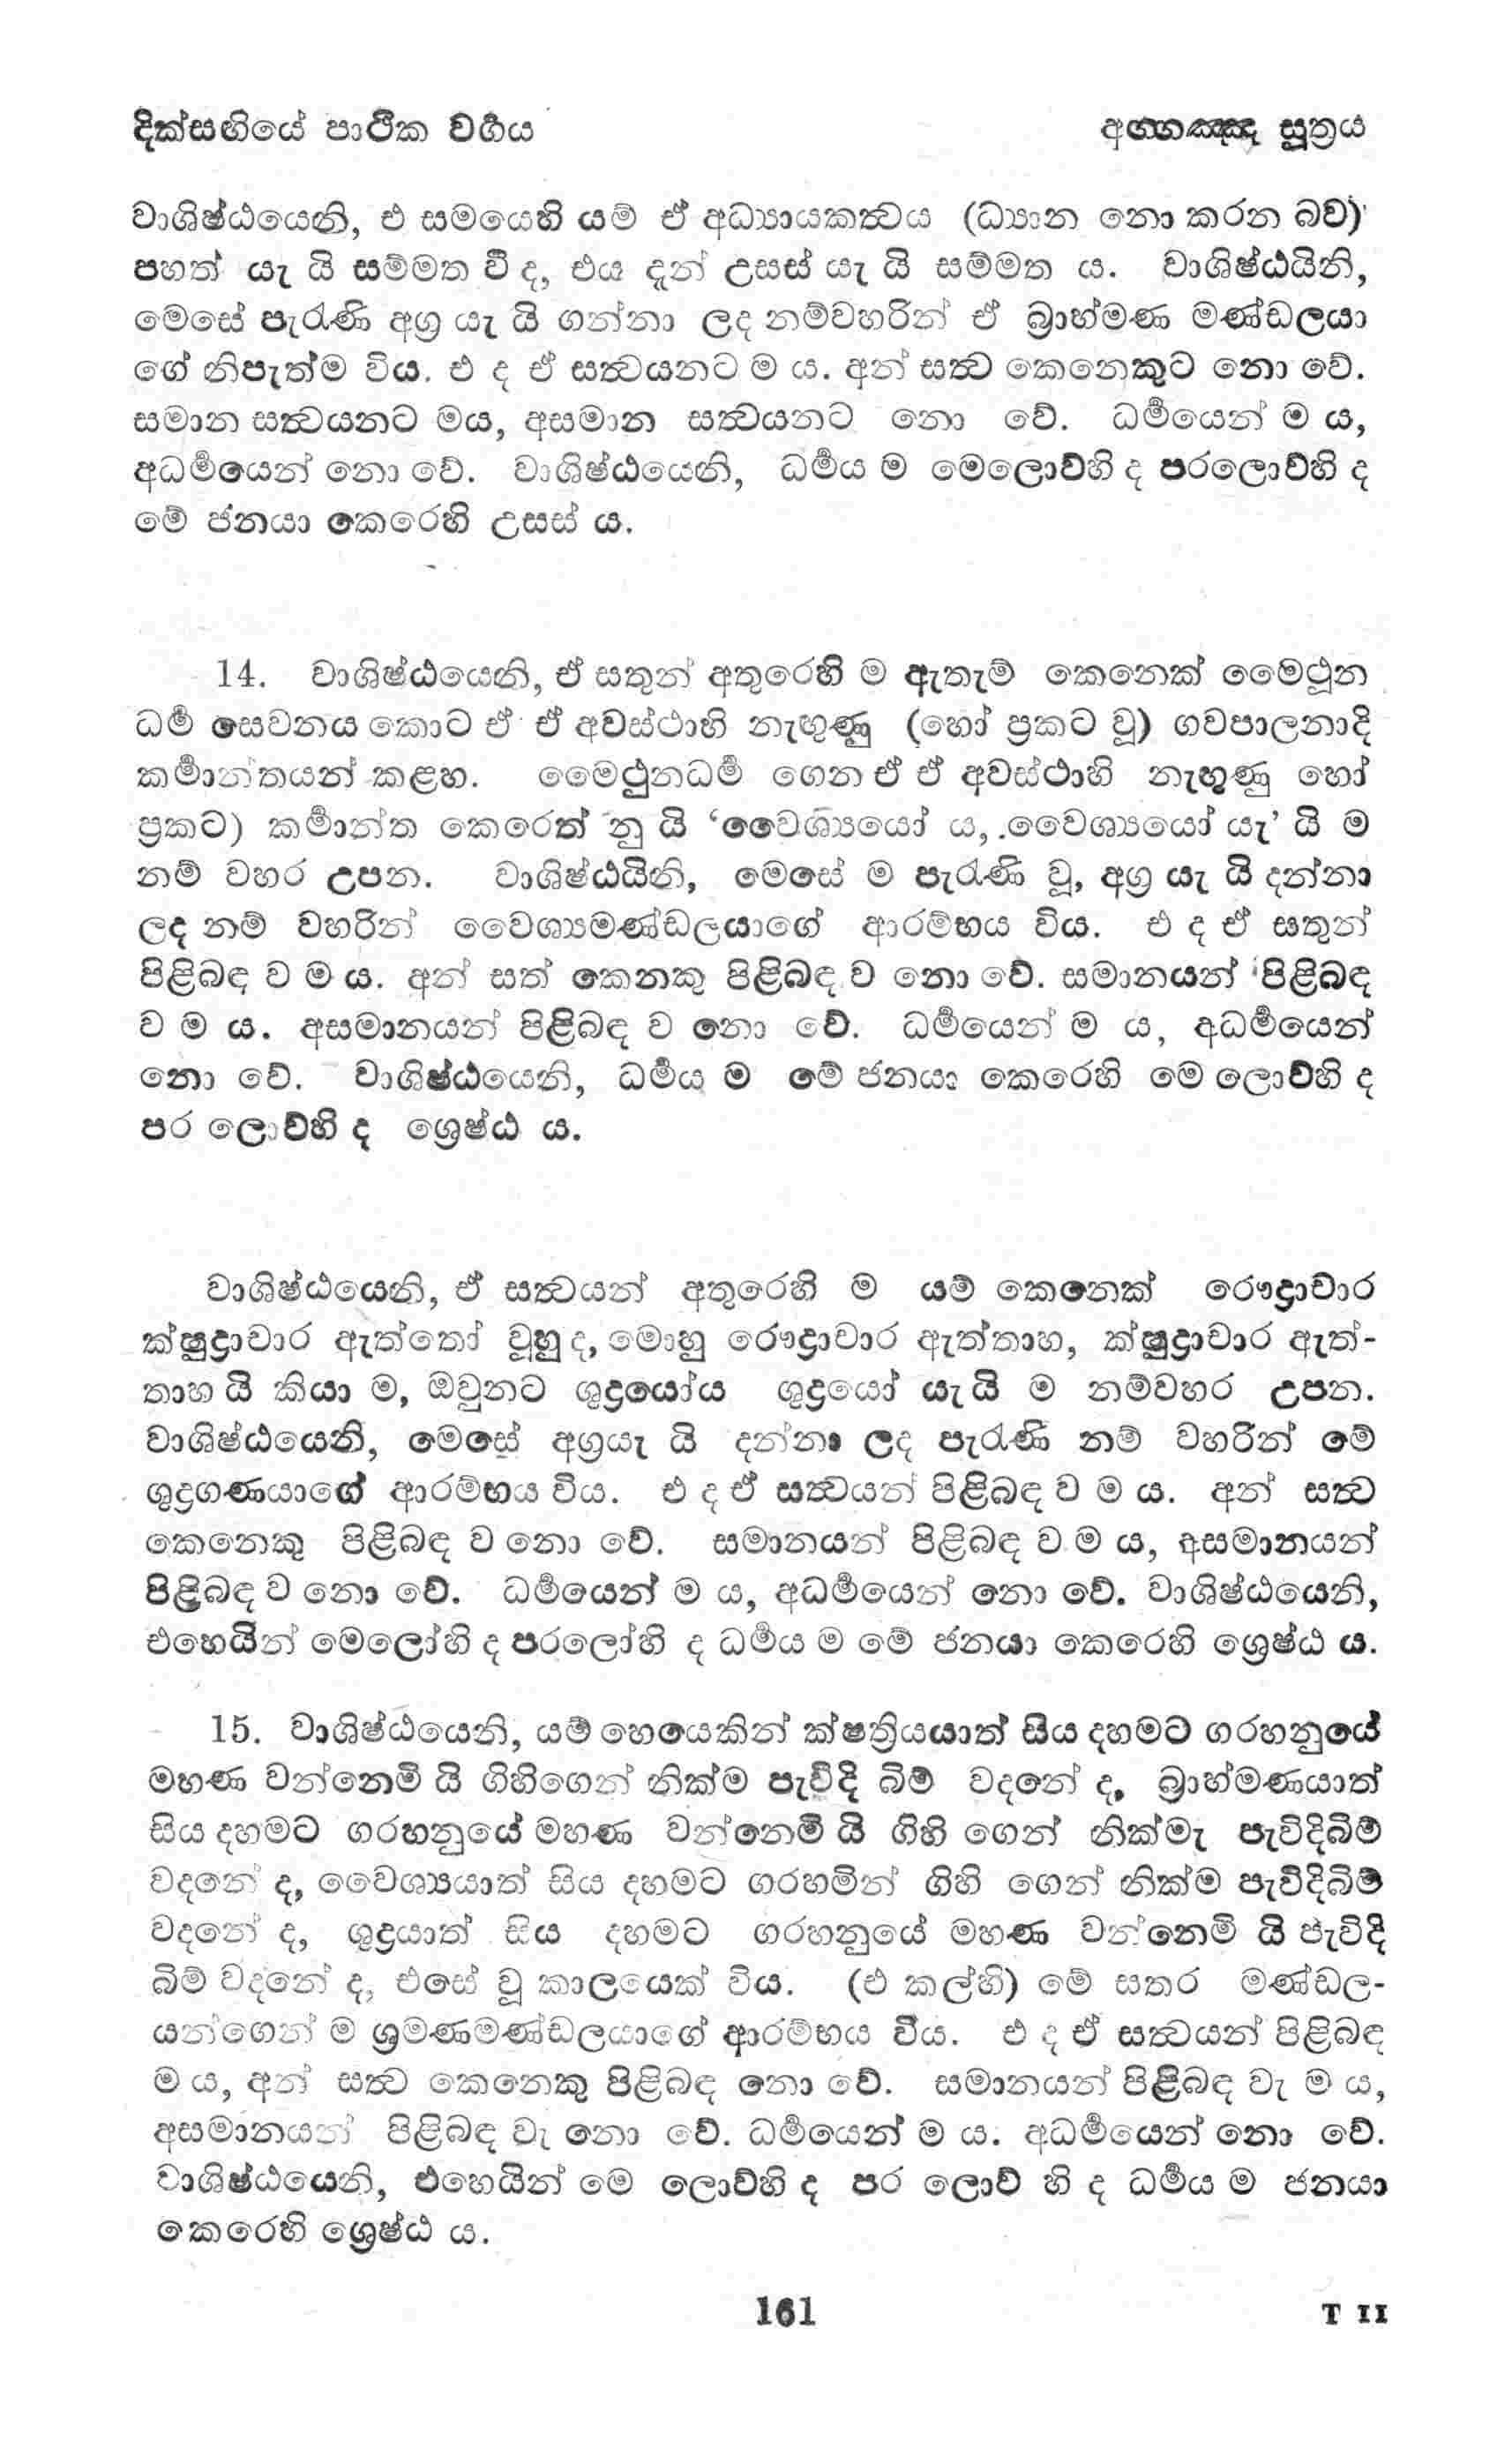 දික්සඟියේ පාථික වර්ගය අග්ගඤ්ඤ සූත්‍රය
වාශිෂ්ඨයෙනි, එ සමයෙහි යම් ඒ අධ්‍යායකත්‍වය (ධ්‍යාන නො කරන බව)
පහත් යැ යි සම්මත වී ද, එය දැන් උසස් යැ යි සම්මත ය. වාශිෂ්ඨයිනි,
මෙසේ පැරැණි අග්‍ර යැ යි ගන්නා ලද නම්වහරින් ඒ බ්‍රාහ්මණ මණ්ඩලයා
ගේ නිපැත්ම විය. එ ද ඒ සත්‍වයනට ම ය. අන් සත්‍ව කෙනෙකුට නො වේ.
සමාන සත්‍වයනට මය, අසමාන සත්‍වයනට නො වේ. ධර්‍මයෙන් ම ය,
අධර්‍මයෙන් නො වේ. වාශිෂ්ඨයෙනි, ධර්‍මය ම මෙලොව්හි ද පරලොව්හි ද
මේ ජනයා කෙරෙහි උසස් ය.
14. වාශිෂ්ඨයෙනි, ඒ සතුන් අතුරෙහි ම ඇතැම් කෙනෙක් මෛථුන
ධර්‍ම සෙවනය කොට ඒ ඒ අවස්ථාහි නැඟුණු (හෝ ප්‍රකට වූ) ගවපාලනාදි
කර්‍මාන්තයන් කළහ. මෛථුනධර්‍ම ගෙන ඒ ඒ අවස්ථාහි නැඟුණු හෝ
ප්‍රකට) කර්‍මාන්ත කෙරෙත් නු යි ‘වෛශ්‍යයෝ ය, වෛශ්‍යයෝ යැ’ යි ම
නම් වහර උපන. වාශිෂ්ඨයිනි, මෙසේ ම පැරැණි වූ, අග්‍ර යැ යි දන්නා
ලද නම් වහරින් වෛශ්‍යමණ්ඩලයාගේ ආරම්භය විය. එ ද ඒ සතුන්
පිළිබඳ ව ම ය. අන් සත් කෙනකු පිළිබඳ ව නො වේ. සමානයන් පිළිබඳ
ව ම ය. අසමානයන් පිළිබඳ ව නො වේ. ධර්‍මයෙන් ම ය, අධර්‍මයෙන්
නො වේ. වාශිෂ්ඨයෙනි, ධර්‍මය ම මේ ජනයා කෙරෙහි මෙ ලොව්හි ද
පර ලොව්හි ද ශ්‍රෙෂ්ඨ ය.
වාශිෂ්ඨයෙනි, ඒ සත්‍වයන් අතුරෙහි ම යම් කෙනෙක් රෞද්‍රාචාර
ක්ෂුද්‍රාචාර ඇත්තෝ වූහු ද, මොහු රෞද්‍රාචාර ඇත්තාහ, ක්ෂුද්‍රාචාර ඇත්-
තාහ යි කියා ම, ඔවුනට ශුද්‍රයෝය ශුද්‍රයෝ යැ යි ම නම්වහර උපන.
වාශිෂ්ඨයෙනි, මෙසේ අග්‍රයැ යි දන්නා ලද පැරැණි නම් වහරින් මේ
ශුද්‍රගණයාගේ ආරම්භය විය. එ ද ඒ සත්‍වයන් පිළිබඳ ව ම ය. අන් සත්‍ව
කෙනෙකු පිළිබඳ ව නො වේ. සමානයන් පිළිබඳ ව ම ය, අසමානයන්
පිළිබඳ ව නො වේ. ධර්‍මයෙන් ම ය, අධර්‍මයෙන් නො වේ. වාශිෂ්ඨයෙනි,
එහෙයින් මෙලෝහි ද පරලෝහි ද ධර්‍මය ම මේ ජනයා කෙරෙහි ශ්‍රෙෂ්ඨ ය.
15. වාශිෂ්ඨයෙනි, යම් හෙයෙකින් ක්ෂත්‍රියයාත් සිය දහමට ගරහනුයේ
මහණ වන්නෙමි යි ගිහිගෙන් නික්ම පැවිදි බිම් වදනේ ද, බ්‍රාහ්මණයාත්
සිය දහමට ගරහනුයේ මහණ වන්නෙමි යි ගිහි ගෙන් නික්මැ පැවිදිබිම්
වදනේ ද, වෛශ්‍යයාත් සිය දහමට ගරහමින් ගිහි ගෙන් නික්ම පැවිදිබිම්
වදනේ ද, ශුද්‍රයාත් සිය දහමට ගරහනුයේ මහණ වන්නෙමි යි පැවිදි
බිම් වදනේ ද, එසේ වූ කාලයෙක් විය. (එ කල්හි) මේ සතර මණ්ඩල-
යන්ගෙන් ම ශ්‍රමණමණ්ඩලයාගේ ආරම්භය විය. එ ද ඒ සත්‍වයන් පිළිබඳ
ම ය, අන් සත්‍ව කෙනෙකු පිළිබඳ නො වේ. සමානයන් පිළිබඳ වැ ම ය,
අසමානයන් පිළිබඳ වැ නො වේ. ධර්‍මයෙන් ම ය. අධර්‍මයෙන් නො වේ.
වාශිෂ්ඨයෙනි, එහෙයින් මෙ ලොව්හි ද පර ලොව් හි ද ධර්‍මය ම ජනයා
කෙරෙහි ශ්‍රෙෂ්ඨ ය.
161 T II